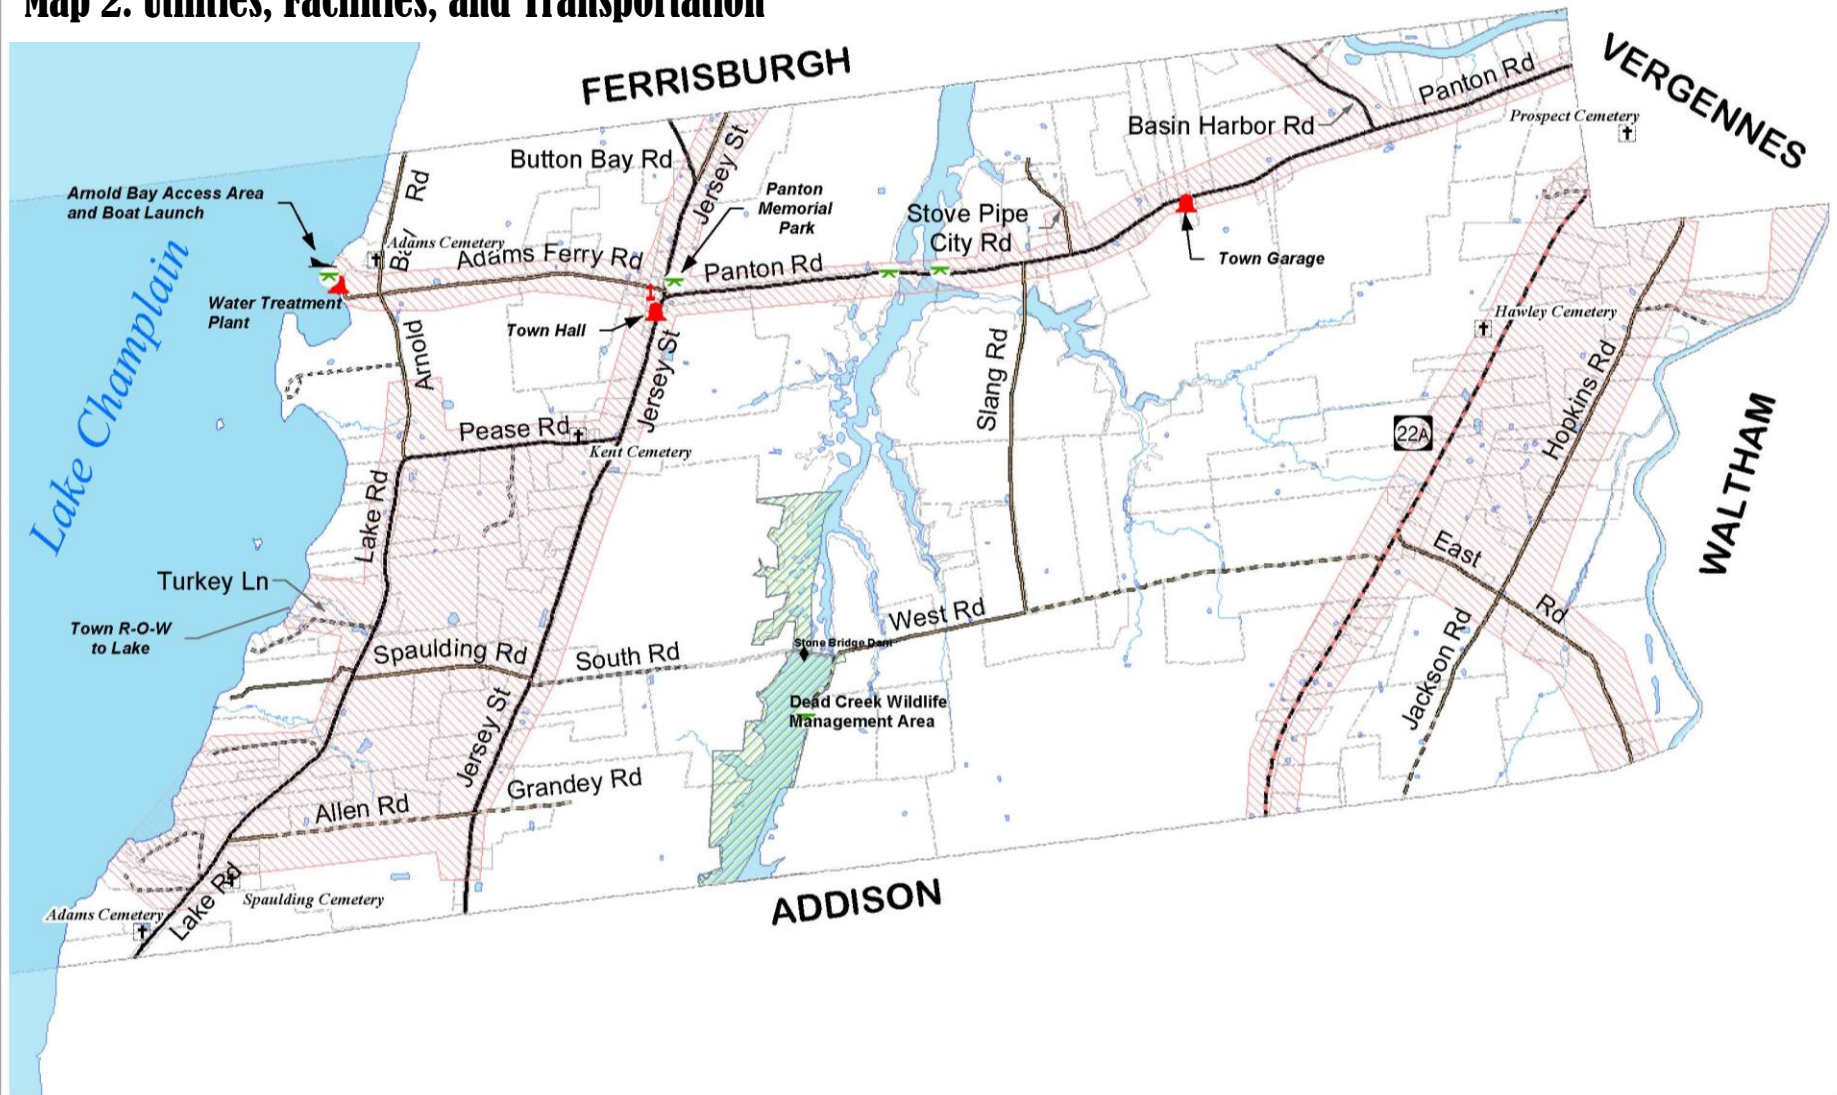 Map 2. Utilities, Facilities, and Transportation
FERRISBURGH
VERGENNES
Panton Rd
Prospect Cemetery
Basin Harbor Rd
Button Bay Rd
Jersey St
Arnold Bay Access Area
and Boat Launch
Panton
Memorial
Park
Stove Pipe
City Rd
Bay Rd
Adams Cemetery
Adams Ferry Rd
Panton Rd
Town Garage
Lake Champlain
Water Treatment
Plant
Town Hall
Hawley Cemetery
Arnold
Jersey St
Slang Rd
Hopkins Rd
22A
WALTHAM
Pease Rd
Kent Cemetery
Lake Rd
East
Rd
Turkey Ln
Town R-O-W
to Lake
West Rd
Spaulding Rd
South Rd
Stone Bridge Dam
Jackson Rd
Dead Creek Wildlife
Management Area
Jersey St
Grandey Rd
Allen Rd
Lake Rd
Spaulding Cemetery
Adams Cemetery
ADDISON